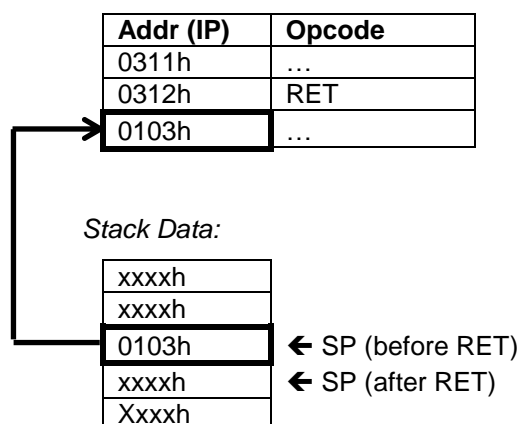 Addr (IP) Opcode
0311h …
0312h RET
0103h …
Stack Data:
xxxxh
xxxxh
0103h 🡸 SP (before RET)
xxxxh 🡸 SP (after RET)
Xxxxh